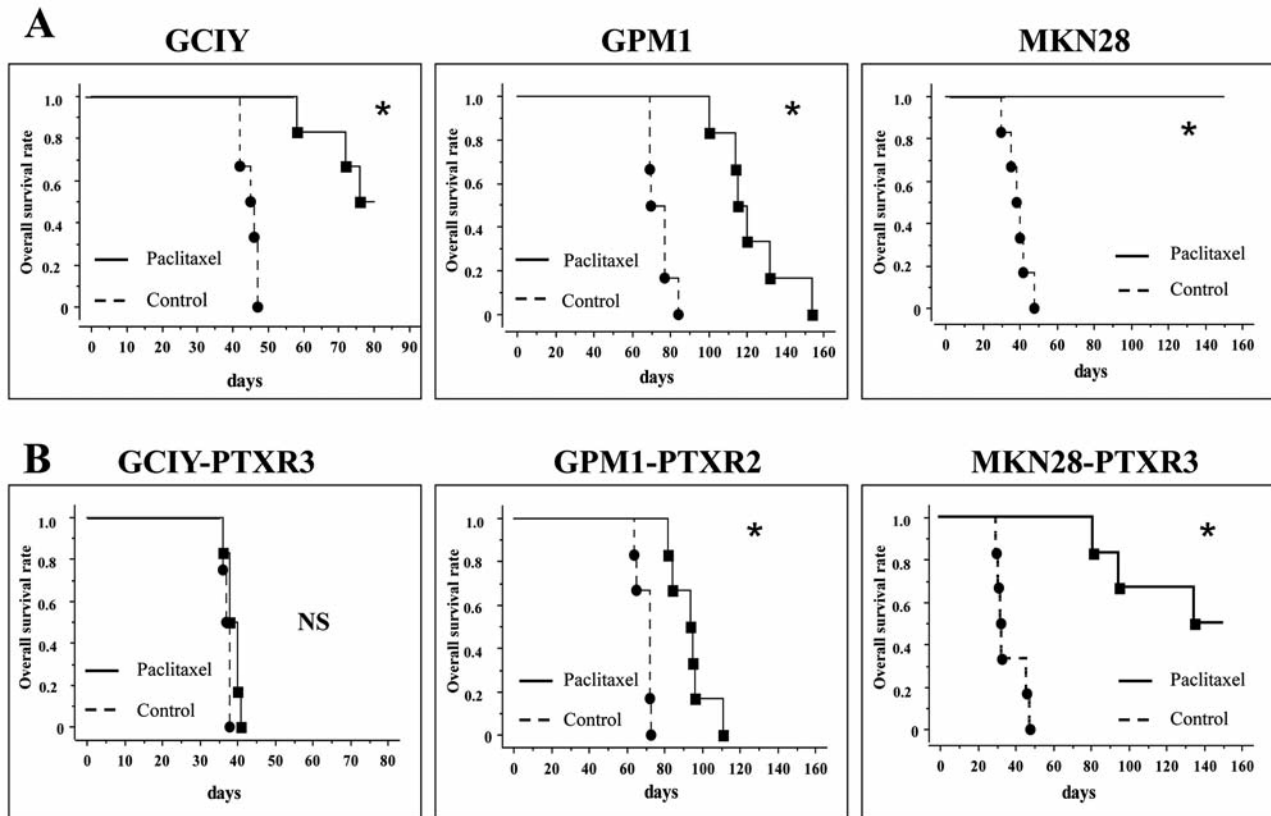 A
GCIY
GPM1
MKN28
Overall survival rate
1.0
0.8
0.6
0.4
0.2
0
Paclitaxel
Control
*
0 10 20 30 40 50 60 70 80 90
days
Overall survival rate
1.0
0.8
0.6
0.4
0.2
0
Paclitaxel
Control
*
0 20 40 60 80 100 120 140 160
days
Overall survival rate
1.0
0.8
0.6
0.4
0.2
0
Paclitaxel
Control
*
0 20 40 60 80 100 120 140 160
days
B
GCIY-PTXR3
GPM1-PTXR2
MKN28-PTXR3
Overall survival rate
1.0
0.8
0.6
0.4
0.2
0
NS
Paclitaxel
Control
0 10 20 30 40 50 60 70 80
days
Overall survival rate
1.0
0.8
0.6
0.4
0.2
0
Paclitaxel
Control
*
0 20 40 60 80 100 120 140 160
days
Overall survival rate
1.0
0.8
0.6
0.4
0.2
0
Paclitaxel
Control
*
0 20 40 60 80 100 120 140 160
days